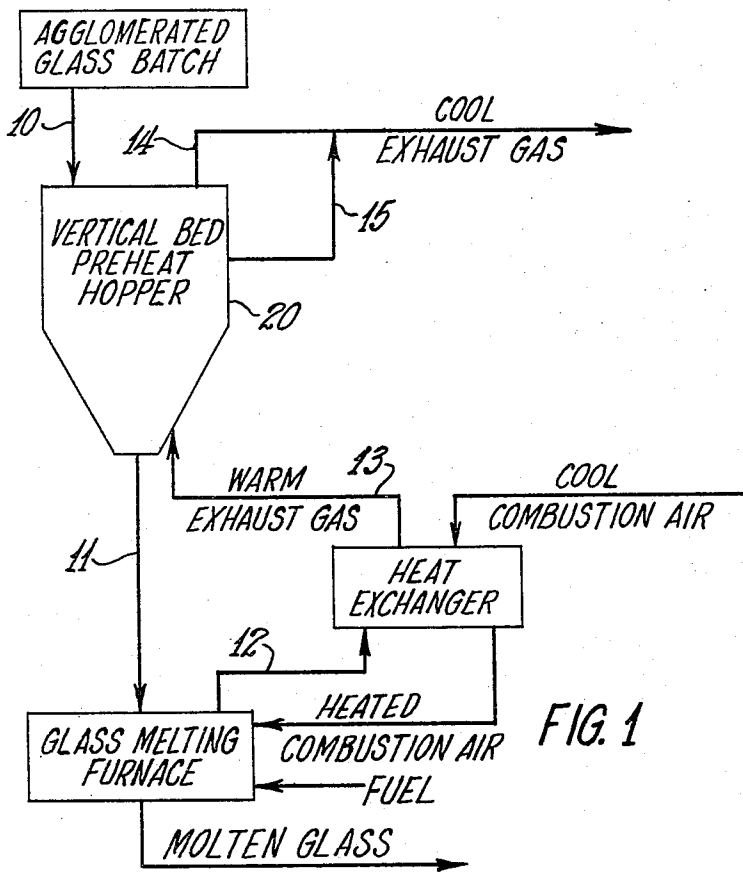 AGGLOMERATED
GLASS BATCH
10
14
COOL
EXHAUST GAS
15
VERTICAL BED
PREHEAT
HOPPER
20
13
WARM
EXHAUST GAS
COOL
COMBUSTION AIR
11
HEAT
EXCHANGER
12
HEATED
COMBUSTION AIR
FIG. 1
GLASS MELTING
FURNACE
FUEL
MOLTEN GLASS